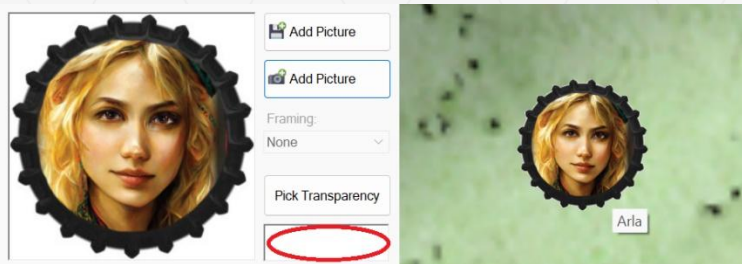 Add Picture
Add Picture
Framing:
None
Pick Transparency
Arla